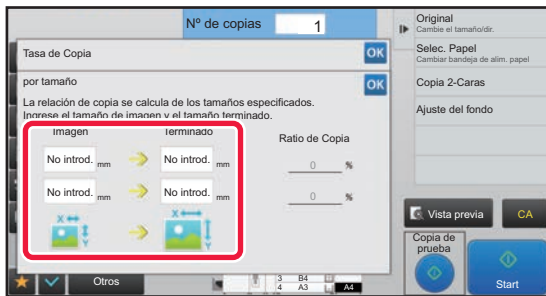 Nº de copias 1
Original
Cambie el tamaño/dir.
Tasa de Copia OK
Selec. Papel
Cambiar bandeja de alim. papel
por tamaño OK
Copia 2-Caras
La relación de copia se calcula de los tamaños especificados.
Ingrese el tamaño de imagen y el tamaño terminado.
Ajuste del fondo
Imagen Terminado
Ratio de Copia
No introd. mm No introd. mm 0 %
No introd. mm No introd. mm 0 %
X Y X Y
Vista previa CA
Copia de
prueba
Start
Otros
3 B4
4 A3 A4